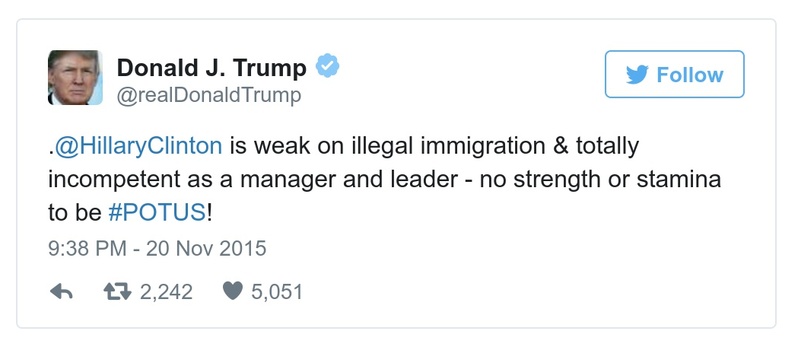 Donald J. Trump
@realDonaldTrump
Follow
.@HillaryClinton is weak on illegal immigration & totally
incompetent as a manager and leader - no strength or stamina
to be #POTUS!
9:38 PM - 20 Nov 2015
2,242 5,051